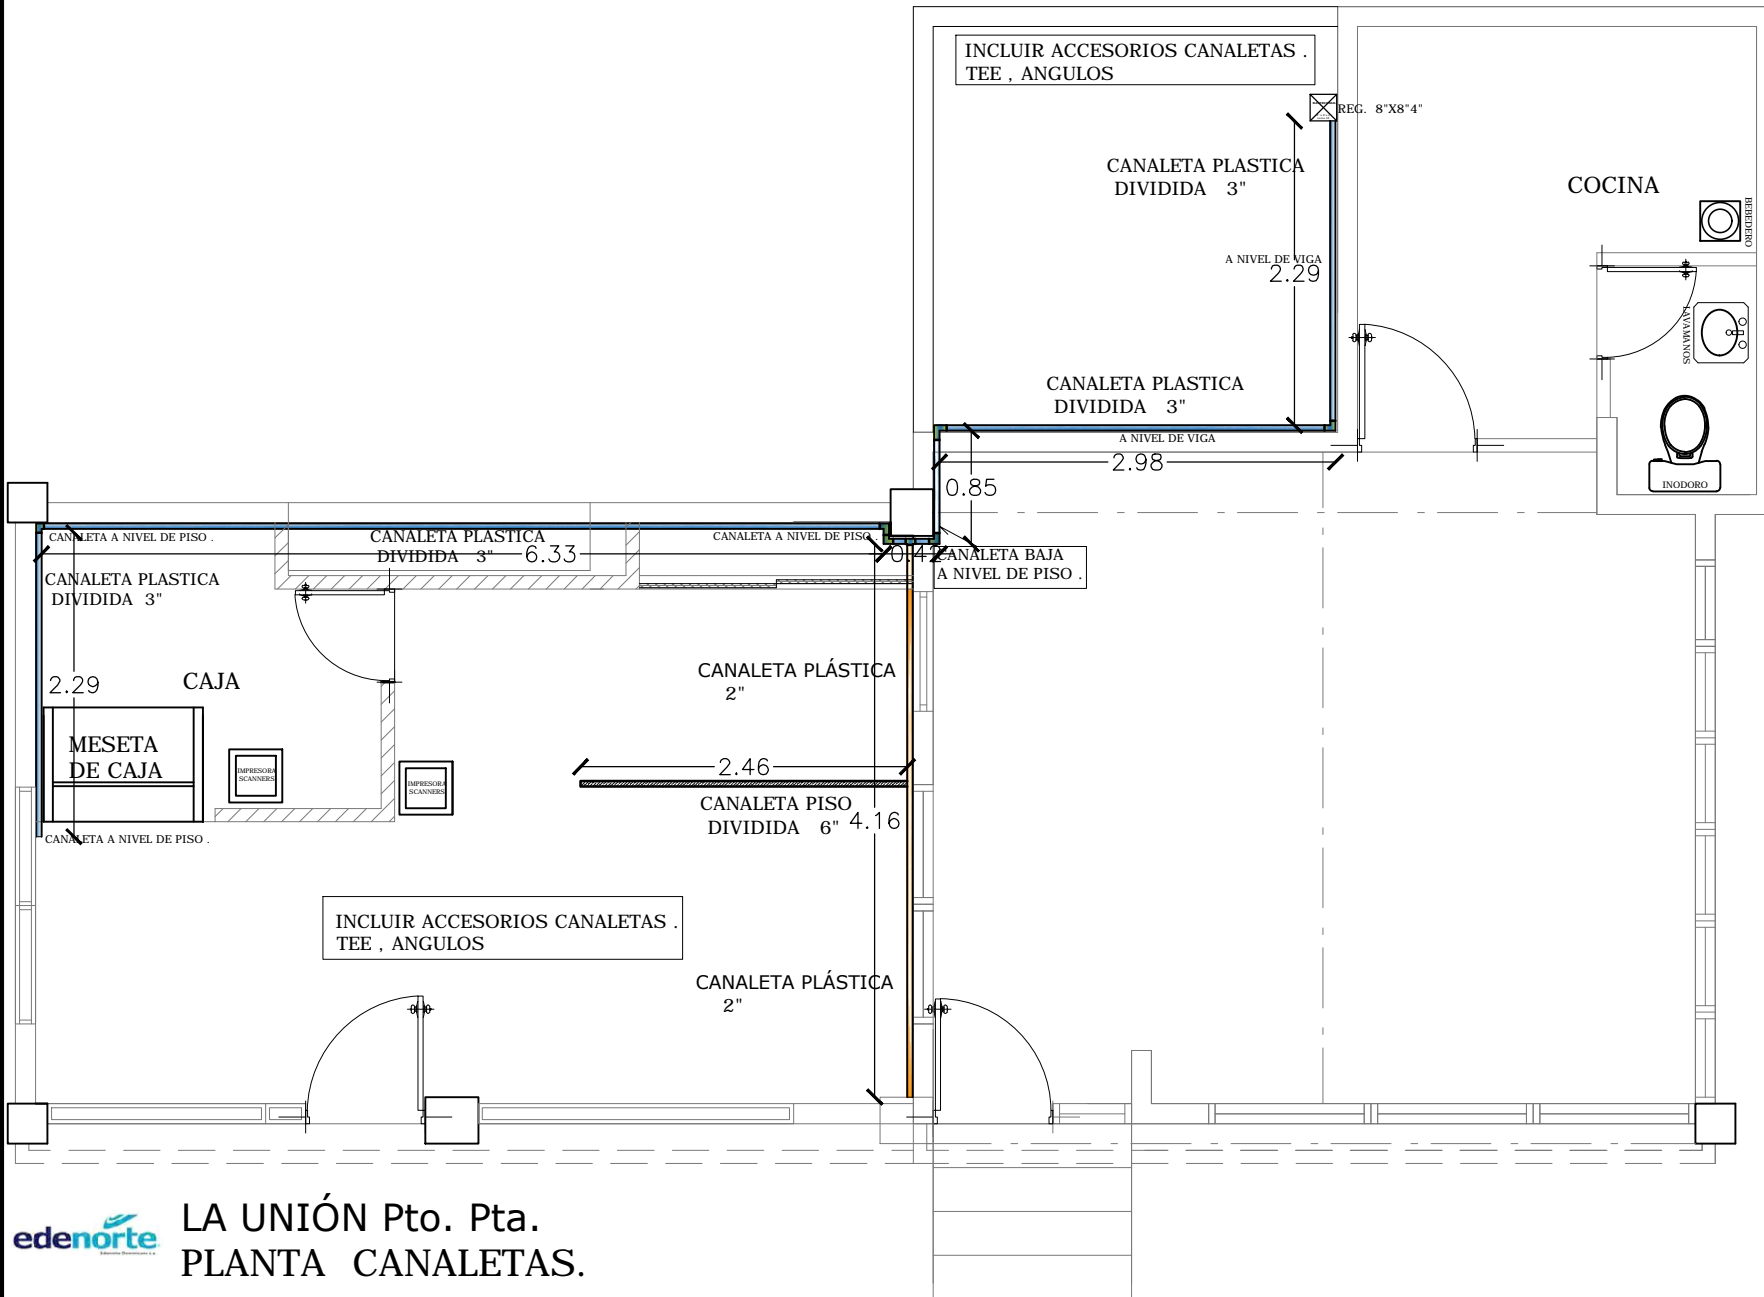 INCLUIR ACCESORIOS CANALETAS .
TEE , ANGULOS
REG. 8"X8"4"
CANALETA PLASTICA
DIVIDIDA 3"
COCINA
BEBEDERO
A NIVEL DE VIGA
2.29
LAVAMANOS
CANALETA PLASTICA
DIVIDIDA 3"
A NIVEL DE VIGA
2.98
0.85
INODORO
CANALETA A NIVEL DE PISO .
CANALETA PLASTICA
DIVIDIDA 3"
6.33
CANALETA A NIVEL DE PISO .
0.42
CANALETA BAJA
A NIVEL DE PISO .
CANALETA PLASTICA
DIVIDIDA 3"
2.29
CAJA
CANALETA PLÁSTICA
2"
MESETA
DE CAJA
IMPRESORA
SCANNERS
IMPRESORA
SCANNERS
2.46
CANALETA PISO
DIVIDIDA 6"
4.16
CANALETA A NIVEL DE PISO .
INCLUIR ACCESORIOS CANALETAS .
TEE , ANGULOS
CANALETA PLÁSTICA
2"
edenorte
LA UNIÓN Pto. Pta.
PLANTA CANALETAS.